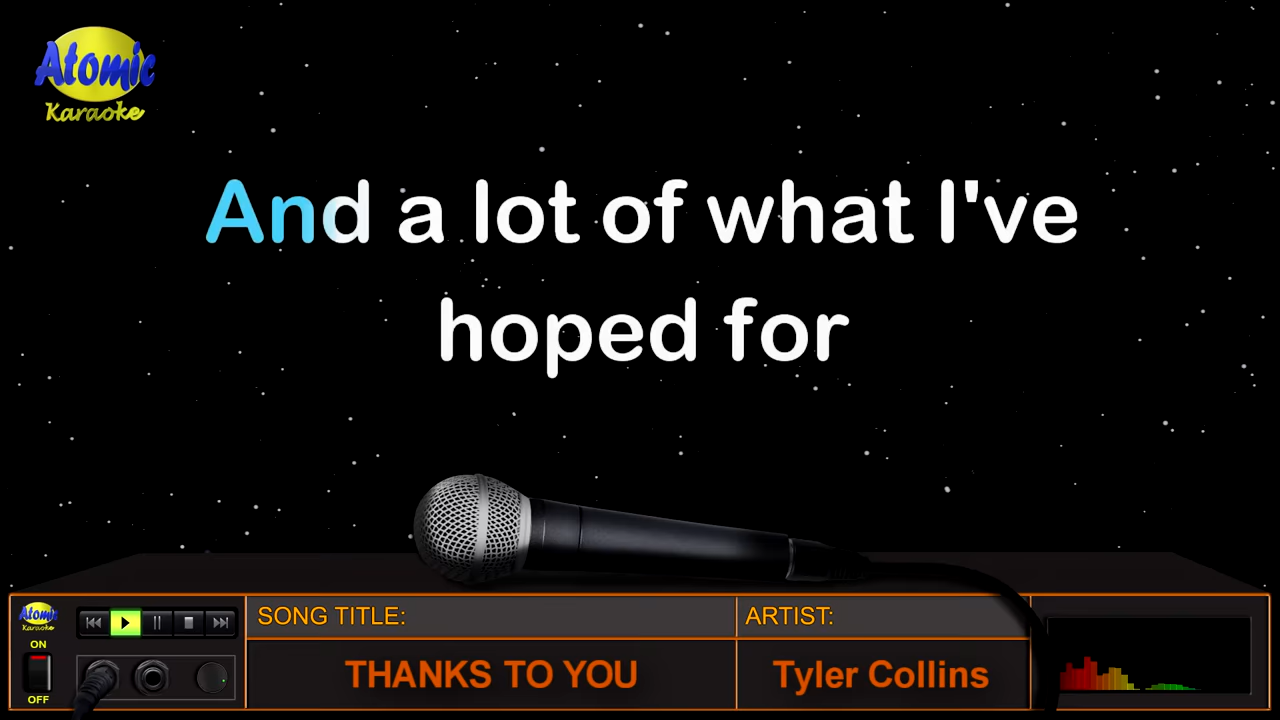 Atomic
Karaoke
And a lot of what I've
hoped for
Atomic
Karaoke
ON
OFF
SONG TITLE:
THANKS TO YOU
ARTIST:
Tyler Collins